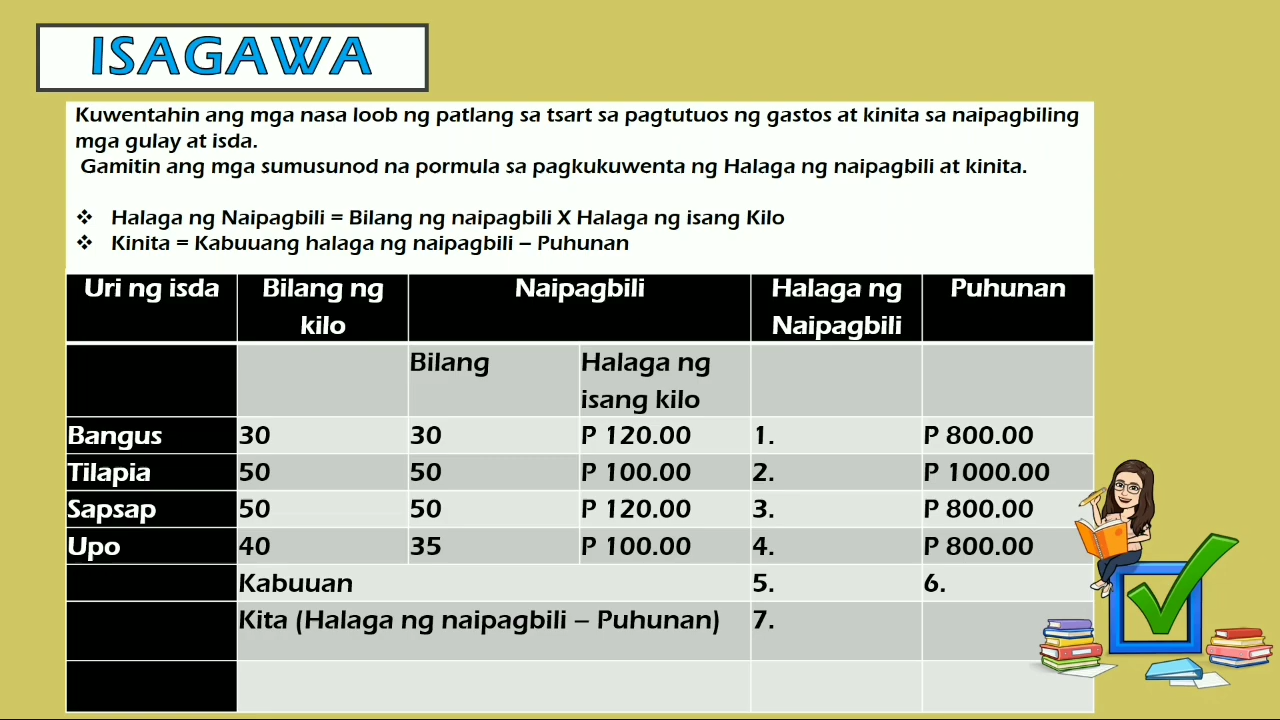 ISAGAWA
Kuwentahin ang mga nasa loob ng patlang sa tsart sa pagtutuos ng gastos at kinita sa naipagbiling
mga gulay at isda.
Gamitin ang mga sumusunod na pormula sa pagkukuwenta ng Halaga ng naipagbili at kinita.
❖ Halaga ng Naipagbili = Bilang ng naipagbili X Halaga ng isang Kilo
❖ Kinita = Kabuuang halaga ng naipagbili – Puhunan
Uri ng isda Bilang ng Naipagbili Halaga ng Puhunan
kilo Naipagbili
Bilang Halaga ng
isang kilo
Bangus 30 30 P 120.00 1. P 800.00
Tilapia 50 50 P 100.00 2. P 1000.00
Sapsap 50 50 P 120.00 3. P 800.00
Upo 40 35 P 100.00 4. P 800.00
Kabuuan 5. 6.
Kita (Halaga ng naipagbili – Puhunan) 7.